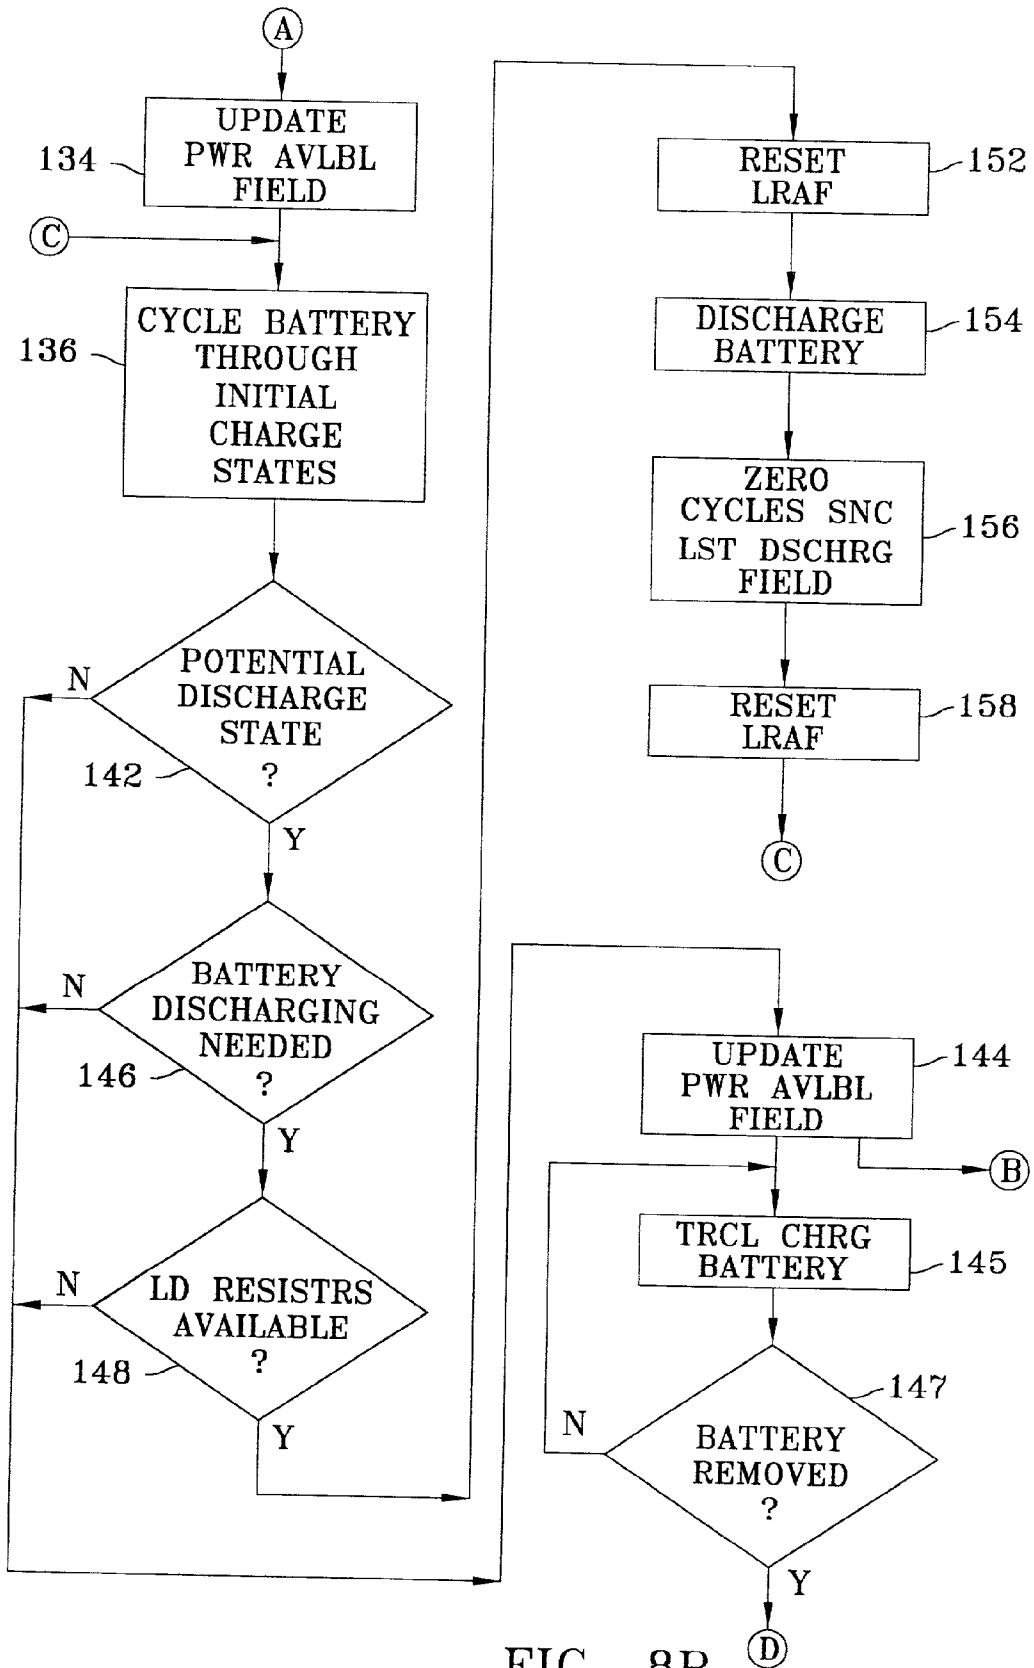 A
UPDATE
PWR AVLBL
FIELD
134
C
CYCLE BATTERY
THROUGH
INITIAL
CHARGE
STATES
136
N
POTENTIAL
DISCHARGE
STATE
?
142
Y
N
BATTERY
DISCHARGING
NEEDED
?
146
Y
N
LD RESISTRS
AVAILABLE
?
148
Y
RESET
LRAF
152
DISCHARGE
BATTERY
154
ZERO
CYCLES SNC
LST DSCHRG
FIELD
156
RESET
LRAF
158
C
UPDATE
PWR AVLBL
FIELD
144
B
TRCL CHRG
BATTERY
145
147
N
BATTERY
REMOVED
?
Y
D
FIG. 8B